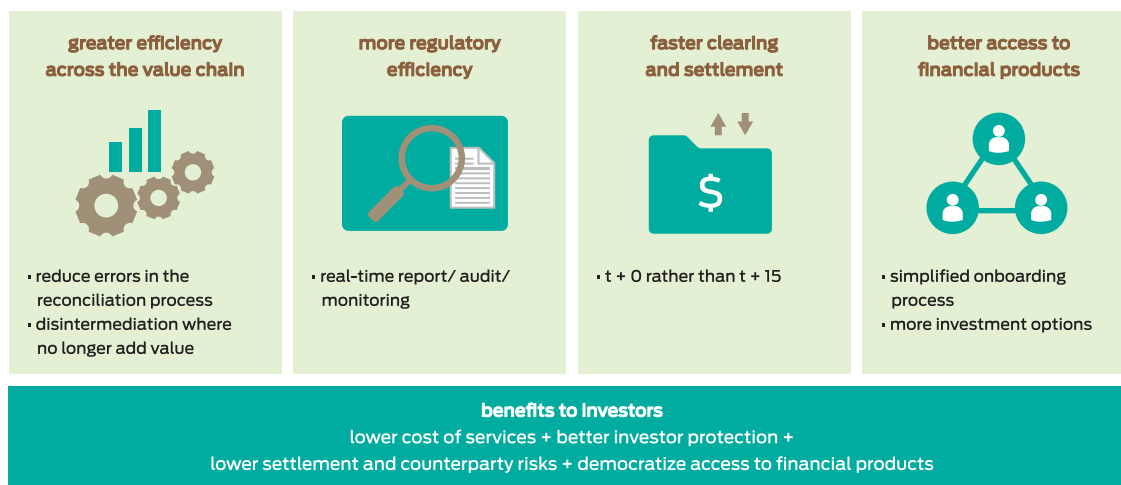 greater efficiency
across the value chain
· reduce errors in the
reconciliation process
· disintermediation where
no longer add value
more regulatory
efficiency
· real-time report/ audit/
monitoring
faster clearing
and settlement
$
· t + 0 rather than t + 15
better access to
financial products
· simplified onboarding
process
· more investment options
benefits to investors
lower cost of services + better investor protection +
lower settlement and counterparty risks + democratize access to financial products